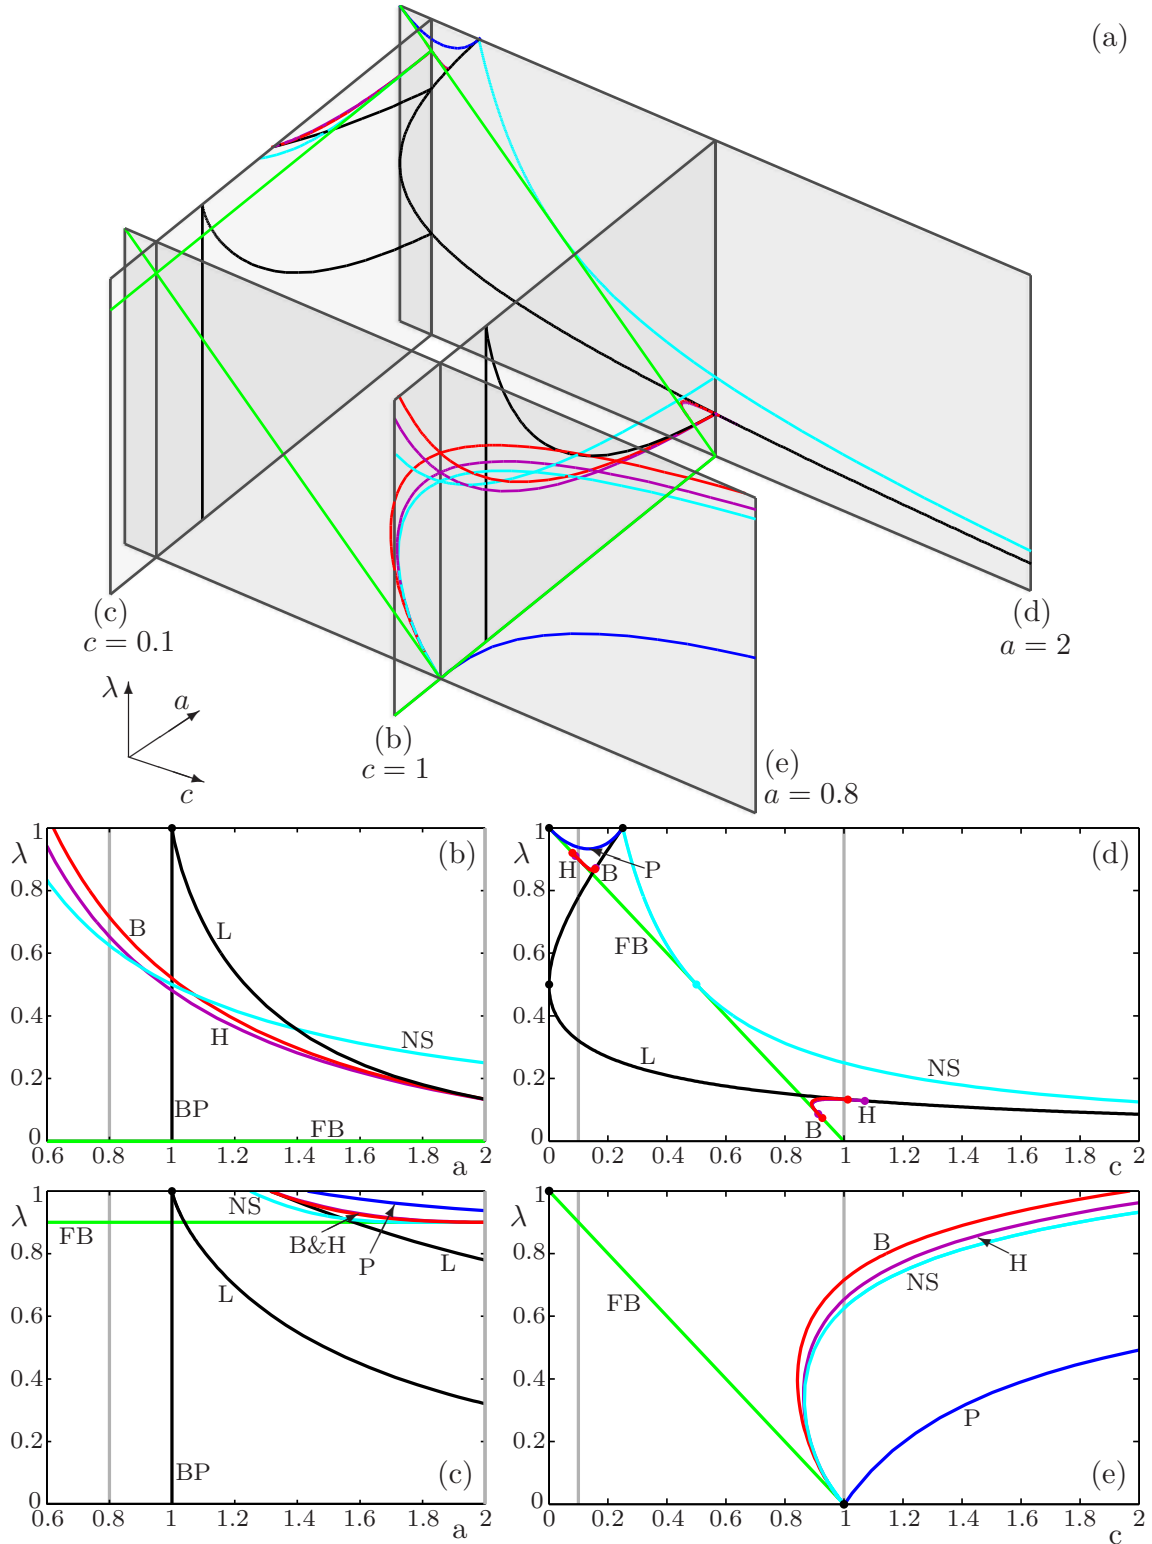 (a)
(c)
c = 0.1
(d)
a = 2
λ
a
c
(b)
c = 1
(e)
a = 0.8
1
λ
0.8
0.6
0.4
0.2
0
(b)
B
L
H
NS
BP
FB
0.6 0.8 1 1.2 1.4 1.6 1.8 2
a
1
λ
0.8
0.6
0.4
0.2
0
(d)
H
B
P
FB
L
NS
B
H
0 0.2 0.4 0.6 0.8 1 1.2 1.4 1.6 1.8 2
c
1
λ
0.8
0.6
0.4
0.2
0
FB
NS
B&H
P
L
L
BP
(c)
0.6 0.8 1 1.2 1.4 1.6 1.8 2
a
1
λ
0.8
0.6
0.4
0.2
0
FB
B
H
NS
P
(e)
0 0.2 0.4 0.6 0.8 1 1.2 1.4 1.6 1.8 2
c